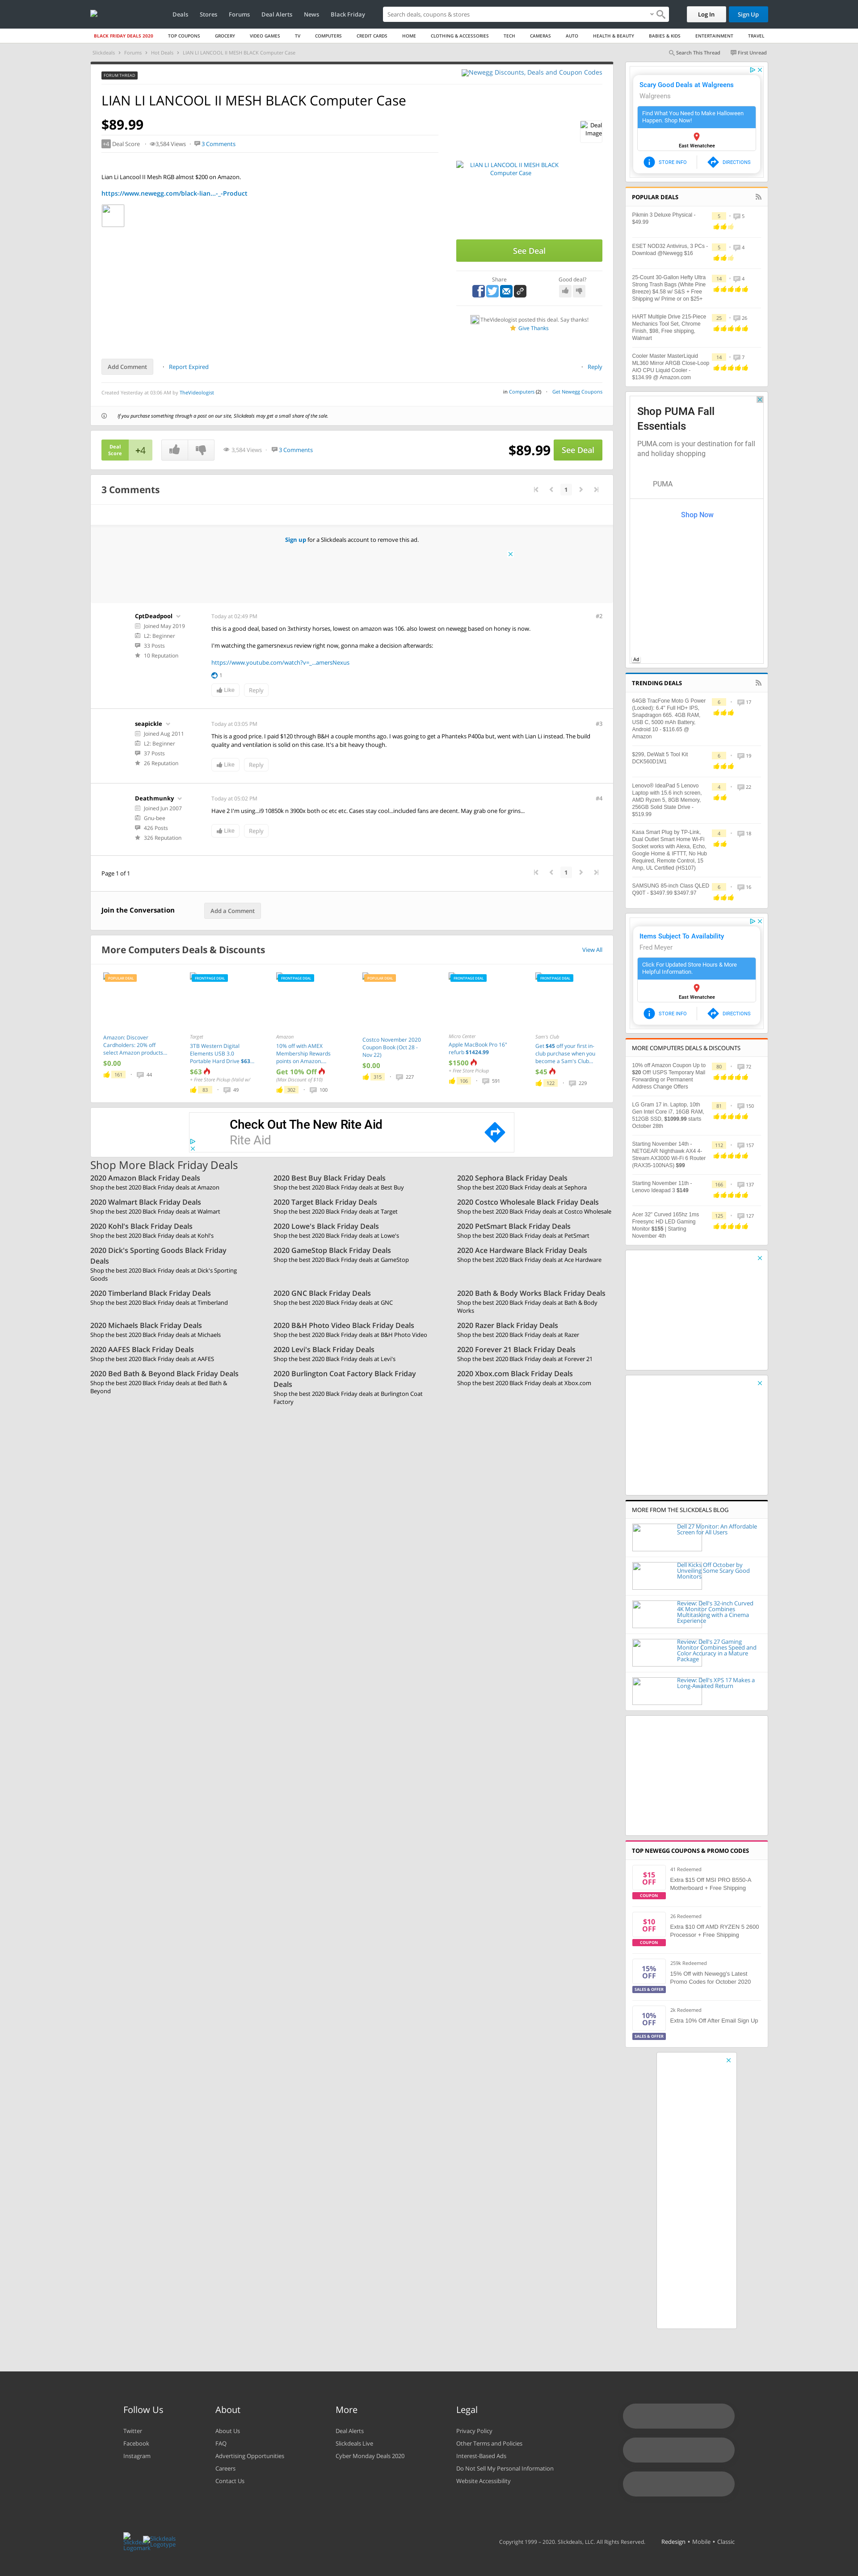 Deals
Stores
Forums
Deal Alerts
News
Black Friday
Search deals, coupons & stores
Log In
Sign Up
BLACK FRIDAY DEALS 2020
TOP COUPONS
GROCERY
VIDEO GAMES
TV
COMPUTERS
CREDIT CARDS
HOME
CLOTHING & ACCESSORIES
TECH
CAMERAS
AUTO
HEALTH & BEAUTY
BABIES & KIDS
ENTERTAINMENT
TRAVEL
Slickdeals
Forums
Hot Deals
LIAN LI LANCOOL II MESH BLACK Computer Case
Search This Thread
First Unread
FORUM THREAD
Newegg Discounts, Deals and Coupon Codes
LIAN LI LANCOOL II MESH BLACK Computer Case
$89.99
Deal Image
+4 Deal Score
3,584 Views
3 Comments
Lian Li Lancool II Mesh RGB almost $200 on Amazon.
https://www.newegg.com/black-lian...-_-Product
LIAN LI LANCOOL II MESH BLACK Computer Case
See Deal
Share
Good deal?
TheVideologist posted this deal. Say thanks!
Give Thanks
Add Comment
Report Expired
Reply
Created Yesterday at 03:06 AM by TheVideologist
in Computers (2)
Get Newegg Coupons
If you purchase something through a post on our site, Slickdeals may get a small share of the sale.
Deal Score
+4
3,584 Views
3 Comments
$89.99
See Deal
3 Comments
1
Sign up for a Slickdeals account to remove this ad.
CptDeadpool
Joined May 2019
L2: Beginner
33 Posts
10 Reputation
Today at 02:49 PM
#2
this is a good deal, based on 3xthirsty horses, lowest on amazon was 106. also lowest on newegg based on honey is now.
I'm watching the gamersnexus review right now, gonna make a decision afterwards:
https://www.youtube.com/watch?v=_...amersNexus
1
Like
Reply
seapickle
Joined Aug 2011
L2: Beginner
37 Posts
26 Reputation
Today at 03:05 PM
#3
This is a good price. I paid $120 through B&H a couple months ago. I was going to get a Phanteks P400a but, went with Lian Li instead. The build quality and ventilation is solid on this case. It's a bit heavy though.
Like
Reply
Deathmunky
Joined Jun 2007
Gnu-bee
426 Posts
326 Reputation
Today at 05:02 PM
#4
Have 2 I'm using...i9 10850k n 3900x both oc etc etc. Cases stay cool...included fans are decent. May grab one for grins...
Like
Reply
Page 1 of 1
1
Join the Conversation
Add a Comment
More Computers Deals & Discounts
View All
POPULAR DEAL
Amazon: Discover Cardholders: 20% off select Amazon products...
$0.00
161
44
FRONTPAGE DEAL
Target
3TB Western Digital Elements USB 3.0 Portable Hard Drive $63...
$63
+ Free Store Pickup /Valid w/
83
49
FRONTPAGE DEAL
Amazon
10% off with AMEX Membership Rewards points on Amazon....
Get 10% Off
(Max Discount of $10)
302
100
POPULAR DEAL
Costco November 2020 Coupon Book (Oct 28 - Nov 22)
$0.00
315
227
FRONTPAGE DEAL
Micro Center
Apple MacBook Pro 16" refurb $1624.99
$1500
+ Free Store Pickup
106
593
FRONTPAGE DEAL
Sam's Club
Get $45 off your first in-club purchase when you become a Sam's Club...
$45
122
229
Check Out The New Rite Aid
Rite Aid
Shop More Black Friday Deals
2020 Amazon Black Friday Deals
Shop the best 2020 Black Friday deals at Amazon
2020 Best Buy Black Friday Deals
Shop the best 2020 Black Friday deals at Best Buy
2020 Sephora Black Friday Deals
Shop the best 2020 Black Friday deals at Sephora
2020 Walmart Black Friday Deals
Shop the best 2020 Black Friday deals at Walmart
2020 Target Black Friday Deals
Shop the best 2020 Black Friday deals at Target
2020 Costco Wholesale Black Friday Deals
Shop the best 2020 Black Friday deals at Costco Wholesale
2020 Kohl's Black Friday Deals
Shop the best 2020 Black Friday deals at Kohl's
2020 Lowe's Black Friday Deals
Shop the best 2020 Black Friday deals at Lowe's
2020 PetSmart Black Friday Deals
Shop the best 2020 Black Friday deals at PetSmart
2020 Dick's Sporting Goods Black Friday Deals
Shop the best 2020 Black Friday deals at Dick's Sporting Goods
2020 GameStop Black Friday Deals
Shop the best 2020 Black Friday deals at GameStop
2020 Ace Hardware Black Friday Deals
Shop the best 2020 Black Friday deals at Ace Hardware
2020 Timberland Black Friday Deals
Shop the best 2020 Black Friday deals at Timberland
2020 GNC Black Friday Deals
Shop the best 2020 Black Friday deals at GNC
2020 Bath & Body Works Black Friday Deals
Shop the best 2020 Black Friday deals at Bath & Body Works
2020 Michaels Black Friday Deals
Shop the best 2020 Black Friday deals at Michaels
2020 B&H Photo Video Black Friday Deals
Shop the best 2020 Black Friday deals at B&H Photo Video
2020 Razer Black Friday Deals
Shop the best 2020 Black Friday deals at Razer
2020 AAFES Black Friday Deals
Shop the best 2020 Black Friday deals at AAFES
2020 Levi's Black Friday Deals
Shop the best 2020 Black Friday deals at Levi's
2020 Forever 21 Black Friday Deals
Shop the best 2020 Black Friday deals at Forever 21
2020 Bed Bath & Beyond Black Friday Deals
Shop the best 2020 Black Friday deals at Bed Bath & Beyond
2020 Burlington Coat Factory Black Friday Deals
Shop the best 2020 Black Friday deals at Burlington Coat Factory
2020 Xbox.com Black Friday Deals
Shop the best 2020 Black Friday deals at Xbox.com
Scary Good Deals at Walgreens
Walgreens
Find What You Need to Make Halloween Happen. Shop Now!
East Wenatchee
STORE INFO
DIRECTIONS
POPULAR DEALS
Pikmin 3 Deluxe Physical - $49.99
5
5
ESET NOD32 Antivirus, 3 PCs - Download @Newegg $16
5
4
25-Count 30-Gallon Hefty Ultra Strong Trash Bags (White Pine Breeze) $4.58 w/ S&S + Free Shipping w/ Prime or on $25+
14
4
HART Multiple Drive 215-Piece Mechanics Tool Set, Chrome Finish, $98, Free shipping, Walmart
25
26
Cooler Master MasterLiquid ML360 Mirror ARGB Close-Loop AIO CPU Liquid Cooler - $134.99 @ Amazon.com
14
7
Shop PUMA Fall Essentials
PUMA.com is your destination for fall and holiday shopping
PUMA
Shop Now
Ad
TRENDING DEALS
64GB TracFone Moto G Power (Locked): 6.4" Full HD+ IPS, Snapdragon 665. 4GB RAM, USB C, 5000 mAh Battery, Android 10 - $116.65 @ Amazon
6
17
$299, DeWalt 5 Tool Kit DCK560D1M1
6
19
Lenovo® IdeaPad 5 Lenovo Laptop with 15.6 inch screen, AMD Ryzen 5, 8GB Memory, 256GB Solid State Drive - $519.99
4
22
Kasa Smart Plug by TP-Link, Dual Outlet Smart Home Wi-Fi Socket works with Alexa, Echo, Google Home & IFTTT, No Hub Required, Remote Control, 15 Amp, UL Certified (HS107)
4
18
SAMSUNG 85-inch Class QLED Q90T - $3497.99 $3497.97
6
16
Items Subject To Availability
Fred Meyer
Click For Updated Store Hours & More Helpful Information.
East Wenatchee
STORE INFO
DIRECTIONS
MORE COMPUTERS DEALS & DISCOUNTS
10% off Amazon Coupon Up to $20 Off! USPS Temporary Mail Forwarding or Permanent Address Change Offers
80
72
LG Gram 17 in. Laptop, 10th Gen Intel Core i7, 16GB RAM, 512GB SSD, $1099.99 starts October 28th
81
150
Starting November 14th - NETGEAR Nighthawk AX4 4-Stream AX3000 Wi-Fi 6 Router (RAX35-100NAS) $99
112
157
Starting November 11th - Lenovo Ideapad 3 $149
166
137
Acer 32" Curved 165hz 1ms Freesync HD LED Gaming Monitor $155 | Starting November 4th
125
127
MORE FROM THE SLICKDEALS BLOG
Dell 27 Monitor: An Affordable Screen for All Users
Dell Kicks Off October by Unveiling Some Scary Good Monitors
Review: Dell's 32-inch Curved 4K Monitor Combines Multitasking with a Cinema Experience
Review: Dell's 27 Gaming Monitor Combines Speed and Color Accuracy in a Mature Package
Review: Dell's XPS 17 Makes a Long-Awaited Return
TOP NEWEGG COUPONS & PROMO CODES
$15 OFF
COUPON
41 Redeemed
Extra $15 Off MSI PRO B550-A Motherboard + Free Shipping
$10 OFF
COUPON
26 Redeemed
Extra $10 Off AMD RYZEN 5 2600 Processor + Free Shipping
15% OFF
SALES & OFFER
259k Redeemed
15% Off with Newegg's Latest Promo Codes for October 2020
10% OFF
SALES & OFFER
2k Redeemed
Extra 10% Off After Email Sign Up
Follow Us
Twitter
Facebook
Instagram
About
About Us
FAQ
Advertising Opportunities
Careers
Contact Us
More
Deal Alerts
Slickdeals Live
Cyber Monday Deals 2020
Legal
Privacy Policy
Other Terms and Policies
Interest-Based Ads
Do Not Sell My Personal Information
Website Accessibility
Slickdeals Logomark
Slickdeals Logotype
Copyright 1999 - 2020. Slickdeals, LLC. All Rights Reserved.
Redesign • Mobile • Classic